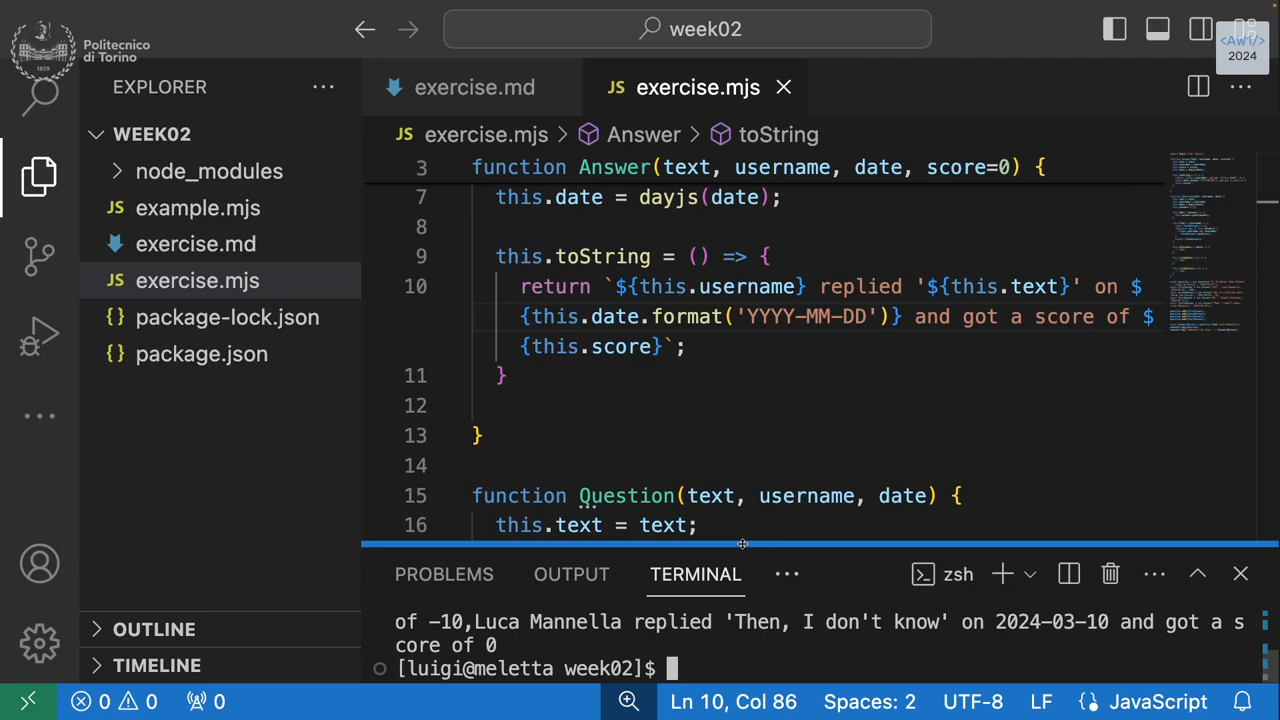 Politecnico
di Torino
1859
week02
<AW1/>
2024
EXPLORER
exercise.md
JS exercise.mjs
WEEK02
JS exercise.mjs > Answer > toString
node_modules
JS example.mjs
exercise.md
JS exercise.mjs
{} package-lock.json
{} package.json
3 function Answer(text, username, date, score=0) {
7 this.date = dayjs(date);
8
9 this.toString = () => {
10 return `${this.username} replied '${this.text}' on $
{this.date.format('YYYY-MM-DD')} and got a score of $
{this.score}`;
11 }
12
13 }
14
15 function Question(text, username, date) {
16 this.text = text;
PROBLEMS OUTPUT TERMINAL zsh
of -10,Luca Mannella replied 'Then, I don't know' on 2024-03-10 and got a s
core of 0
[luigi@meletta week02]$
OUTLINE
TIMELINE
0 0 0 Ln 10, Col 86 Spaces: 2 UTF-8 LF {} JavaScript